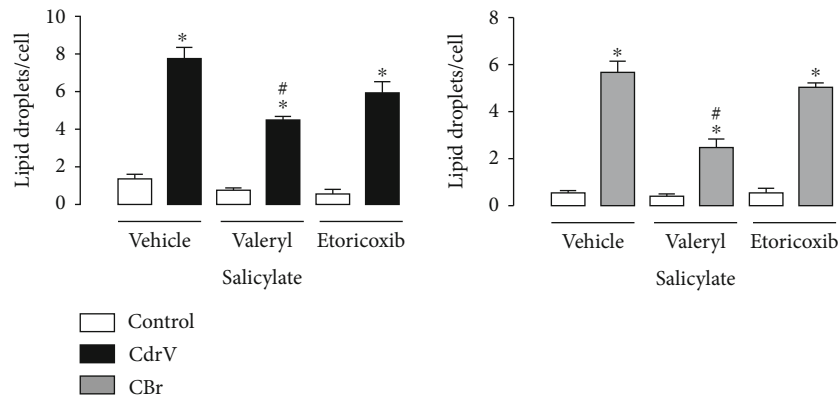 Lipid droplets/cell
10
8
6
4
2
0
*
#
*
*
Vehicle
Valeryl
Etoricoxib
Salicylate
Lipid droplets/cell
8
6
4
2
0
*
#
*
*
Vehicle
Valeryl
Etoricoxib
Salicylate
Control
CdrV
CBr